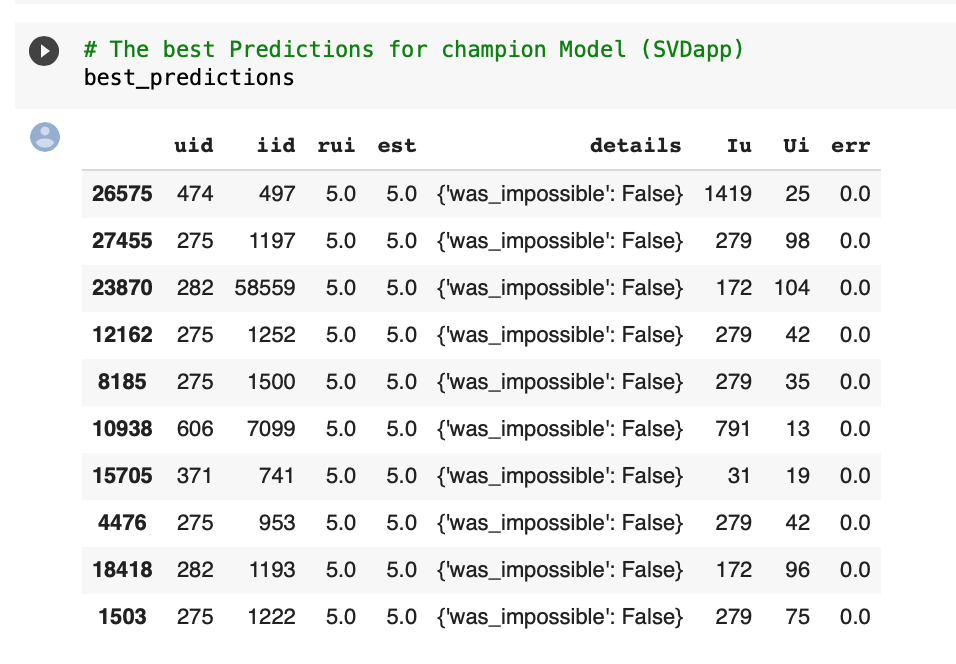 # The best Predictions for champion Model (SVDapp)
best_predictions
uid iid rui est details Iu Ui err
26575 474 497 5.0 5.0 {'was_impossible': False} 1419 25 0.0
27455 275 1197 5.0 5.0 {'was_impossible': False} 279 98 0.0
23870 282 58559 5.0 5.0 {'was_impossible': False} 172 104 0.0
12162 275 1252 5.0 5.0 {'was_impossible': False} 279 42 0.0
8185 275 1500 5.0 5.0 {'was_impossible': False} 279 35 0.0
10938 606 7099 5.0 5.0 {'was_impossible': False} 791 13 0.0
15705 371 741 5.0 5.0 {'was_impossible': False} 31 19 0.0
4476 275 953 5.0 5.0 {'was_impossible': False} 279 42 0.0
18418 282 1193 5.0 5.0 {'was_impossible': False} 172 96 0.0
1503 275 1222 5.0 5.0 {'was_impossible': False} 279 75 0.0